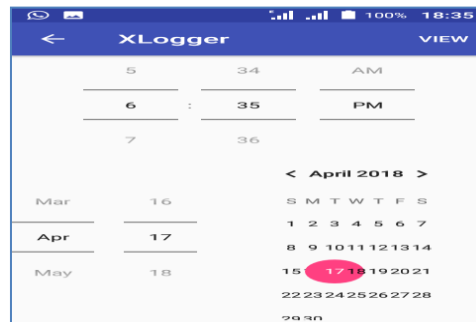 100% 18:35
XLogger VIEW
5 34 AM
6 : 35 PM
7 36
< April 2018 >
Mar 16 S M T W T F S
1 2 3 4 5 6 7
Apr 17
8 9 10 11 12 13 14
May 18 15 17 18 19 20 21
22 23 24 25 26 27 28
29 30